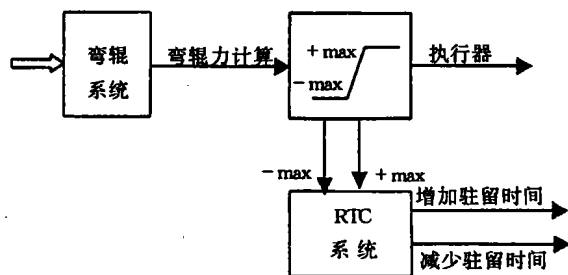 弯辊
系统
弯辊力计算
+max
-max
执行器
-max
+max
RTC
系统
增加驻留时间
减少驻留时间